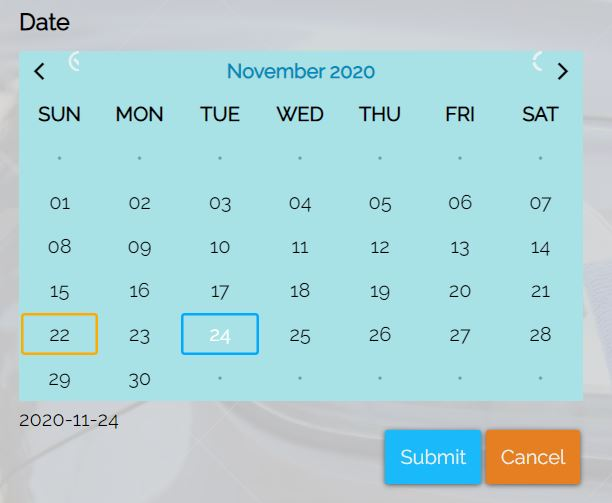 Date
November 2020
SUN MON TUE WED THU FRI SAT
01 02 03 04 05 06 07
08 09 10 11 12 13 14
15 16 17 18 19 20 21
22 23 24 25 26 27 28
29 30
2020-11-24
Submit Cancel